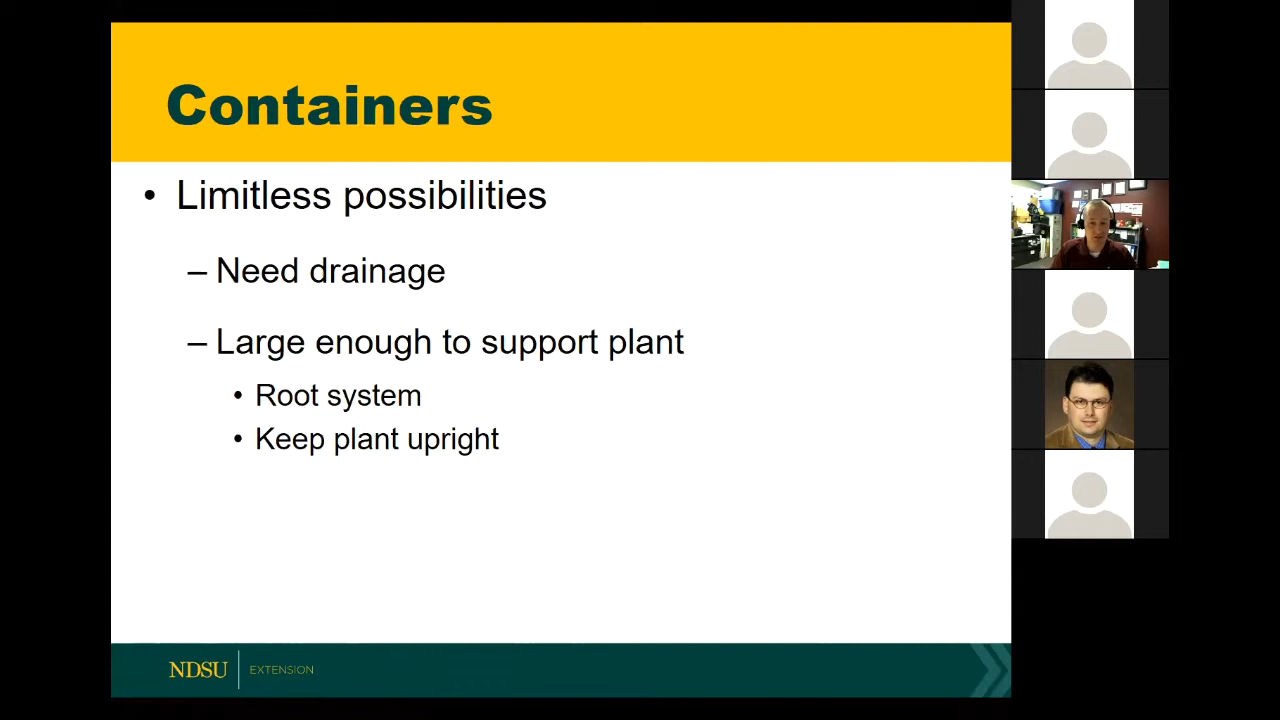 Containers
• Limitless possibilities
– Need drainage
– Large enough to support plant
• Root system
• Keep plant upright
NDSU EXTENSION